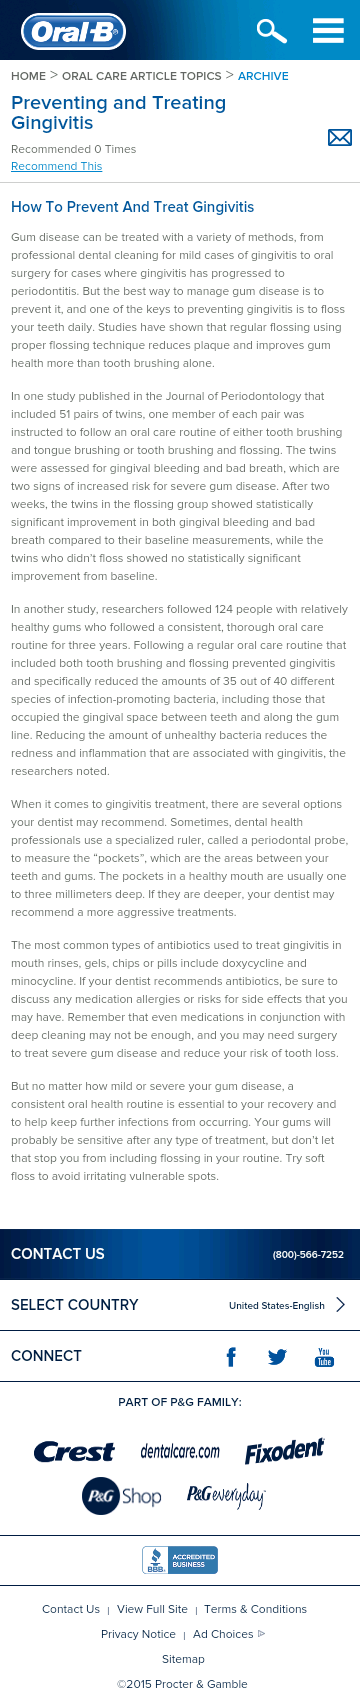 Oral-B
HOME > ORAL CARE ARTICLE TOPICS > ARCHIVE
Preventing and Treating
Gingivitis
Recommended 0 Times
Recommend This
How To Prevent And Treat Gingivitis
Gum disease can be treated with a variety of methods, from
professional dental cleaning for mild cases of gingivitis to oral
surgery for cases where gingivitis has progressed to
periodontitis. But the best way to manage gum disease is to
prevent it, and one of the keys to preventing gingivitis is to floss
your teeth daily. Studies have shown that regular flossing using
proper flossing technique reduces plaque and improves gum
health more than tooth brushing alone.
In one study published in the Journal of Periodontology that
included 51 pairs of twins, one member of each pair was
instructed to follow an oral care routine of either tooth brushing
and tongue brushing or tooth brushing and flossing. The twins
were assessed for gingival bleeding and bad breath, which are
two signs of increased risk for severe gum disease. After two
weeks, the twins in the flossing group showed statistically
significant improvement in both gingival bleeding and bad
breath compared to their baseline measurements, while the
twins who didn't floss showed no statistically significant
improvement from baseline.
In another study, researchers followed 124 people with relatively
healthy gums who followed a consistent, thorough oral care
routine for three years. Following a regular oral care routine that
included both tooth brushing and flossing prevented gingivitis
and specifically reduced the amounts of 35 out of 40 different
species of infection-promoting bacteria, including those that
occupied the gingival space between teeth and along the gum
line. Reducing the amount of unhealthy bacteria reduces the
redness and inflammation that are associated with gingivitis, the
researchers noted.
When it comes to gingivitis treatment, there are several options
your dentist may recommend. Sometimes, dental health
professionals use a specialized ruler, called a periodontal probe,
to measure the “pockets”, which are the areas between your
teeth and gums. The pockets in a healthy mouth are usually one
to three millimeters deep. If they are deeper, your dentist may
recommend a more aggressive treatments.
The most common types of antibiotics used to treat gingivitis in
mouth rinses, gels, chips or pills include doxycycline and
minocycline. If your dentist recommends antibiotics, be sure to
discuss any medication allergies or risks for side effects that you
may have. Remember that even medications in conjunction with
deep cleaning may not be enough, and you may need surgery
to treat severe gum disease and reduce your risk of tooth loss.
But no matter how mild or severe your gum disease, a
consistent oral health routine is essential to your recovery and
to help keep further infections from occurring. Your gums will
probably be sensitive after any type of treatment, but don't let
that stop you from including flossing in your routine. Try soft
floss to avoid irritating vulnerable spots.
CONTACT US (800)-566-7252
SELECT COUNTRY United States-English
CONNECT f You Tube
PART OF P&G FAMILY:
Crest dentalcare.com Fixodent
P&G Shop P&G everyday
BBB ACCREDITED BUSINESS
Contact Us | View Full Site | Terms & Conditions
Privacy Notice | Ad Choices
Sitemap
©2015 Procter & Gamble